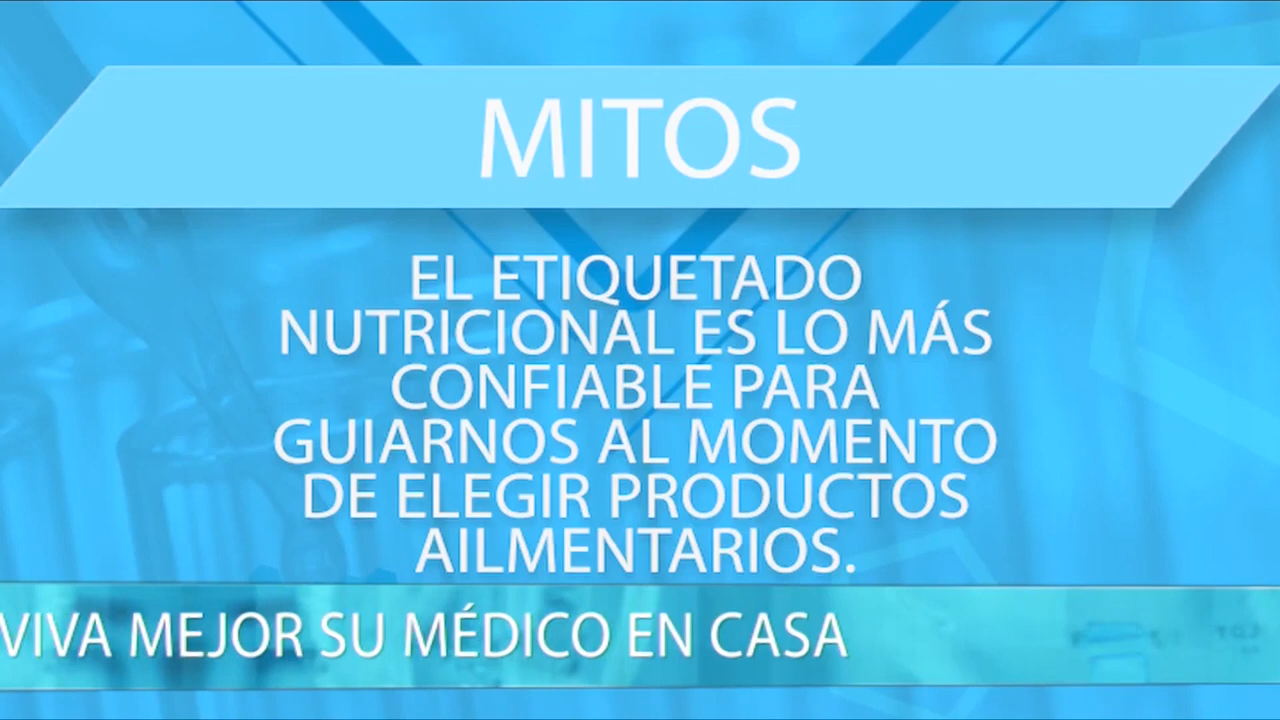 MITOS
EL ETIQUETADO
NUTRICIONAL ES LO MÁS
CONFIABLE PARA
GUIARNOS AL MOMENTO
DE ELEGIR PRODUCTOS
AILMENTARIOS.
VIVA MEJOR SU MÉDICO EN CASA